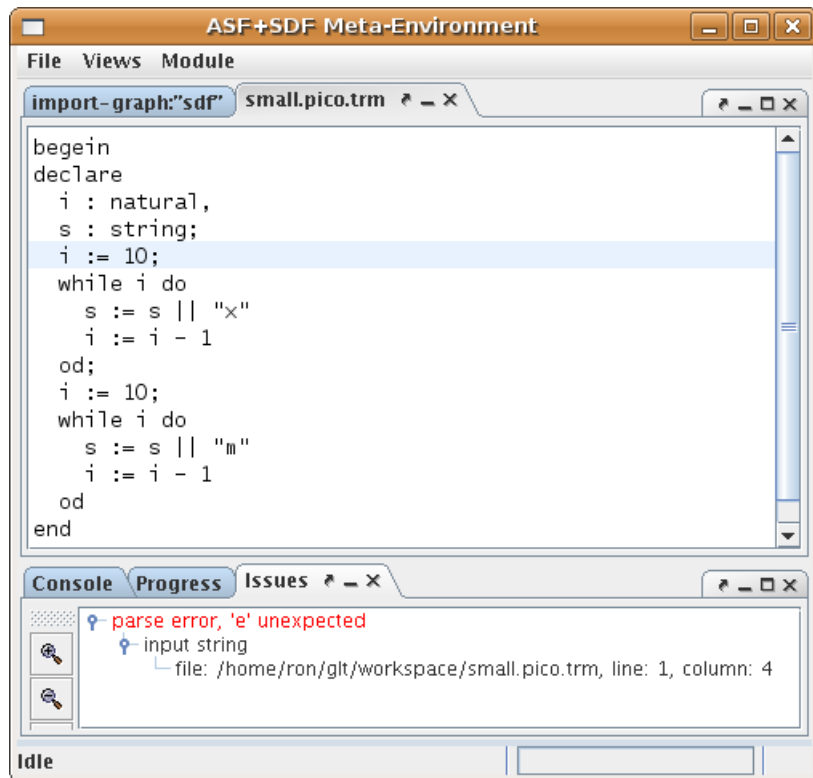 ASF+SDF Meta-Environment
File Views Module
import-graph:"sdf" small.pico.trm
begein
declare
i : natural,
s : string;
i := 10;
while i do
s := s || "x"
i := i - 1
od;
i := 10;
while i do
s := s || "m"
i := i - 1
od
end
Console Progress Issues
parse error, 'e' unexpected
input string
file: /home/ron/glt/workspace/small.pico.trm, line: 1, column: 4
Idle